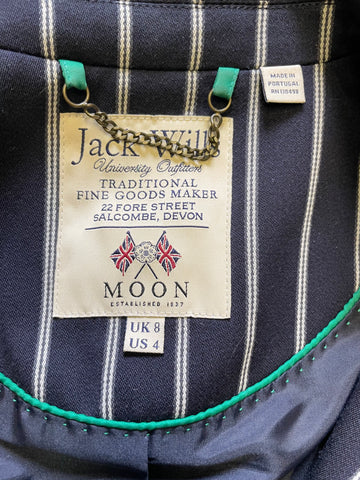 Jack Wills
University Outfitters
TRADITIONAL
FINE GOODS MAKER
22 FORE STREET
SALCOMBE, DEVON
MOON
ESTABLISHED 1837
UK 8
US 4
MADE IN
PORTUGAL